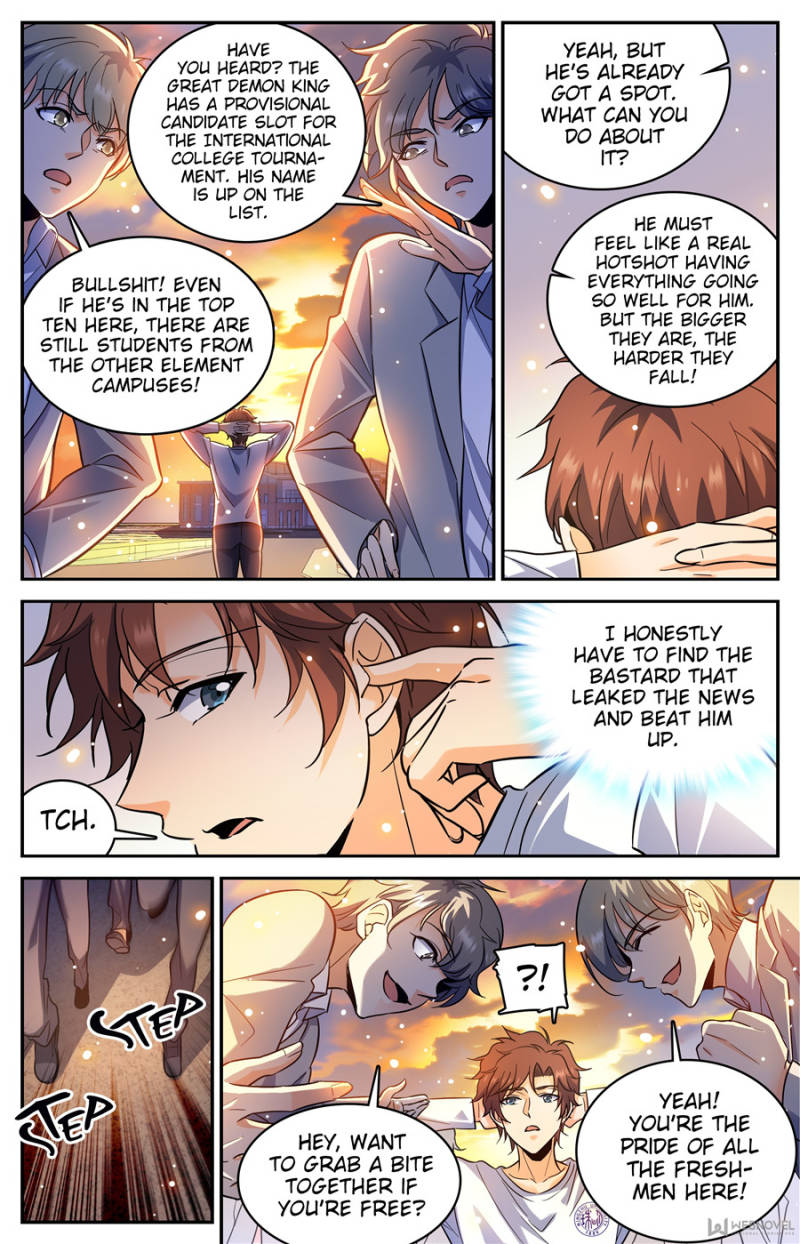 HAVE
YOU HEARD? THE
GREAT DEMON KING
HAS A PROVISIONAL
CANDIDATE SLOT FOR
THE INTERNATIONAL
COLLEGE TOURNA-
MENT. HIS NAME
IS UP ON THE
LIST.
BULLSHIT! EVEN
IF HE'S IN THE TOP
TEN HERE, THERE ARE
STILL STUDENTS FROM
THE OTHER ELEMENT
CAMPUSES!
YEAH, BUT
HE'S ALREADY
GOT A SPOT.
WHAT CAN YOU
DO ABOUT
IT?
HE MUST
FEEL LIKE A REAL
HOTSHOT HAVING
EVERYTHING GOING
SO WELL FOR HIM.
BUT THE BIGGER
THEY ARE, THE
HARDER THEY
FALL!
I HONESTLY
HAVE TO FIND THE
BASTARD THAT
LEAKED THE NEWS
AND BEAT HIM
UP.
TCH.
STEP
STEP
?!
HEY, WANT
TO GRAB A BITE
TOGETHER IF
YOU'RE FREE?
YEAH!
YOU'RE THE
PRIDE OF ALL
THE FRESH-
MEN HERE!
WEBNOVEL